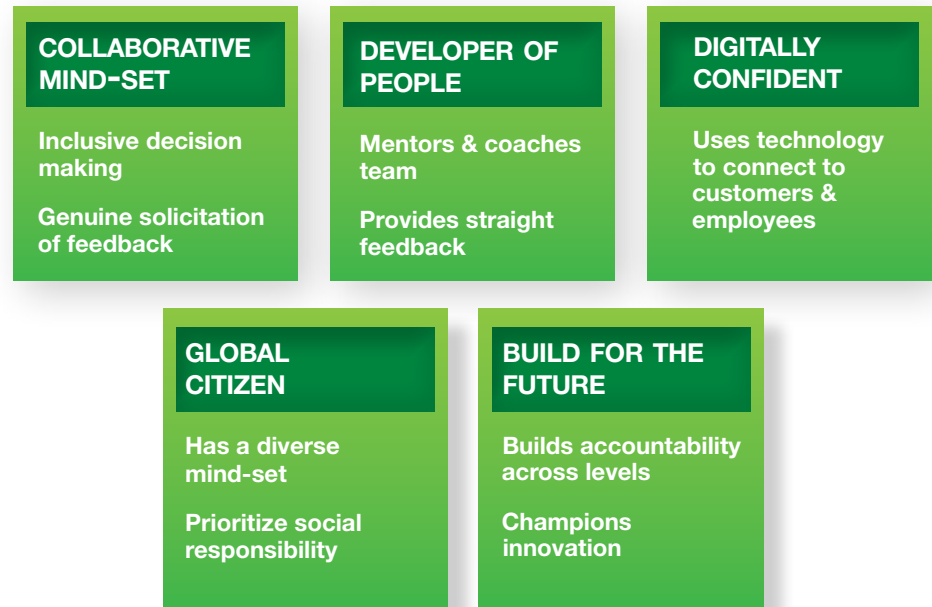 COLLABORATIVE
MIND-SET
Inclusive decision
making
Genuine solicitation
of feedback
DEVELOPER OF
PEOPLE
Mentors & coaches
team
Provides straight
feedback
DIGITALLY
CONFIDENT
Uses technology
to connect to
customers &
employees
GLOBAL
CITIZEN
Has a diverse
mind-set
Prioritize social
responsibility
BUILD FOR THE
FUTURE
Builds accountability
across levels
Champions
innovation